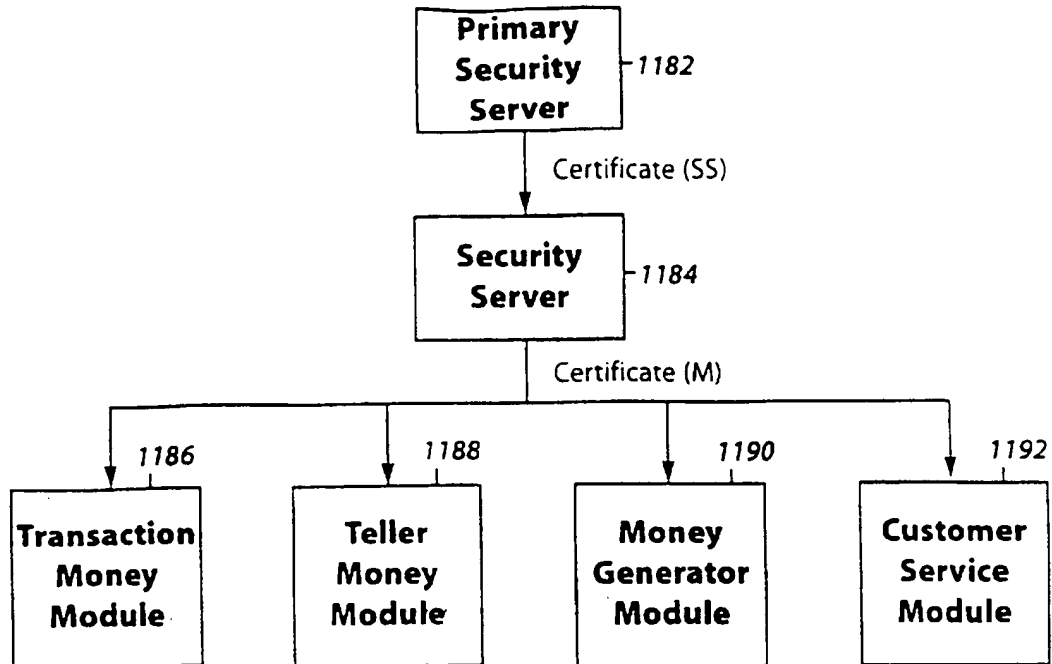 Primary
Security
Server
1182
Certificate (SS)
Security
Server
1184
Certificate (M)
1186
1188
1190
1192
Transaction
Money
Module
Teller
Money
Module
Money
Generator
Module
Customer
Service
Module